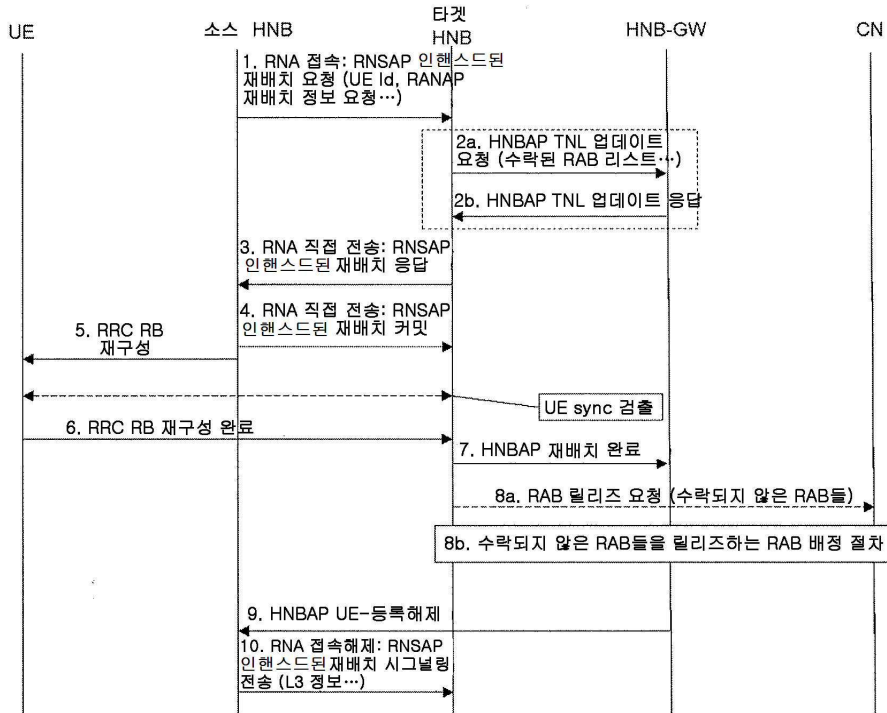 UE
소스 HNB
타겟
HNB
HNB-GW
CN
1. RNA 접속: RNSAP 인핸스드된
재배치 요청 (UE Id, RANAP
재배치 정보 요청…)
2a. HNBAP TNL 업데이트
요청 (수락된 RAB 리스트…)
2b. HNBAP TNL 업데이트 응답
3. RNA 직접 전송: RNSAP
인핸스드된 재배치 응답
4. RNA 직접 전송: RNSAP
인핸스드된 재배치 커밋
5. RRC RB
재구성
UE sync 검출
6. RRC RB 재구성 완료
7. HNBAP 재배치 완료
8a. RAB 릴리즈 요청 (수락되지 않은 RAB들)
8b. 수락되지 않은 RAB들을 릴리즈하는 RAB 배정 절차
9. HNBAP UE-등록해제
10. RNA 접속해제: RNSAP
인핸스드된 재배치 시그널링
전송 (L3 정보…)